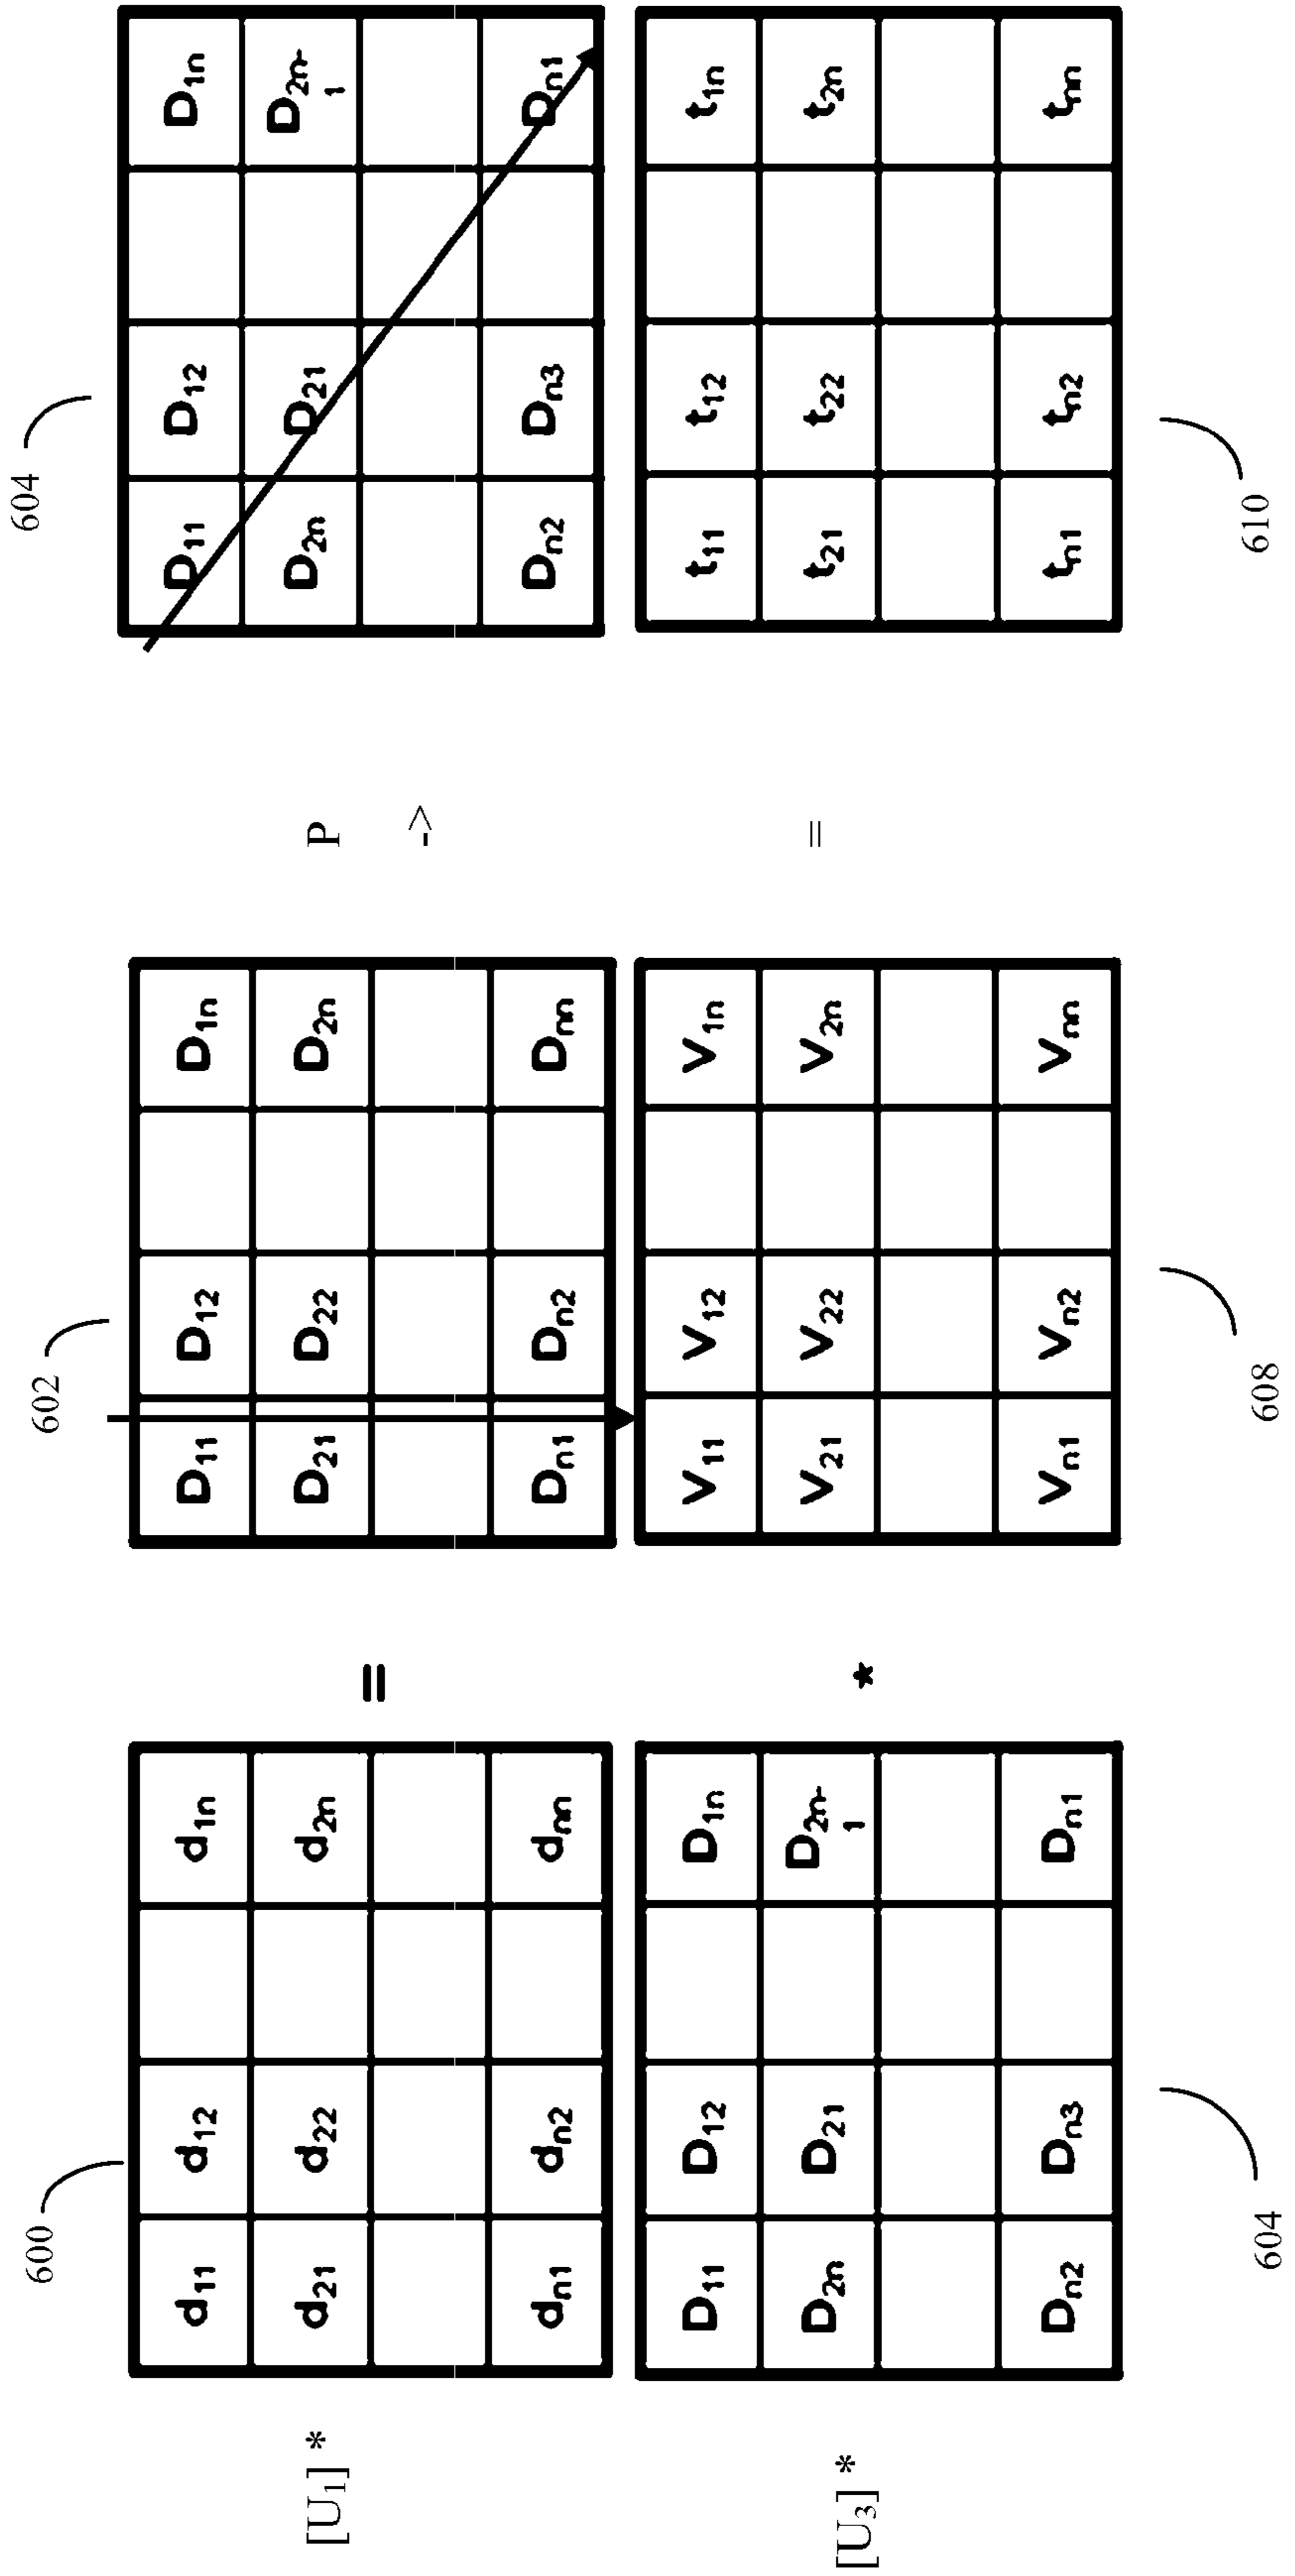 600 602 604
[U1] * = P ->
d11 d12 d1n
d21 d22 d2n
dn1 dn2 dnn
D11 D12 D1n
D21 D22 D2n
Dn1 Dn2 Dnn
D11 D12 D1n
D2n D21 D2n-1
Dn2 Dn3 Dn1
[U3] * * =
D11 D12 D1n
D2n D21 D2n-1
Dn2 Dn3 Dn1
V11 V12 V1n
V21 V22 V2n
Vn1 Vn2 Vnn
t11 t12 t1n
t21 t22 t2n
tn1 tn2 tnn
604 608 610